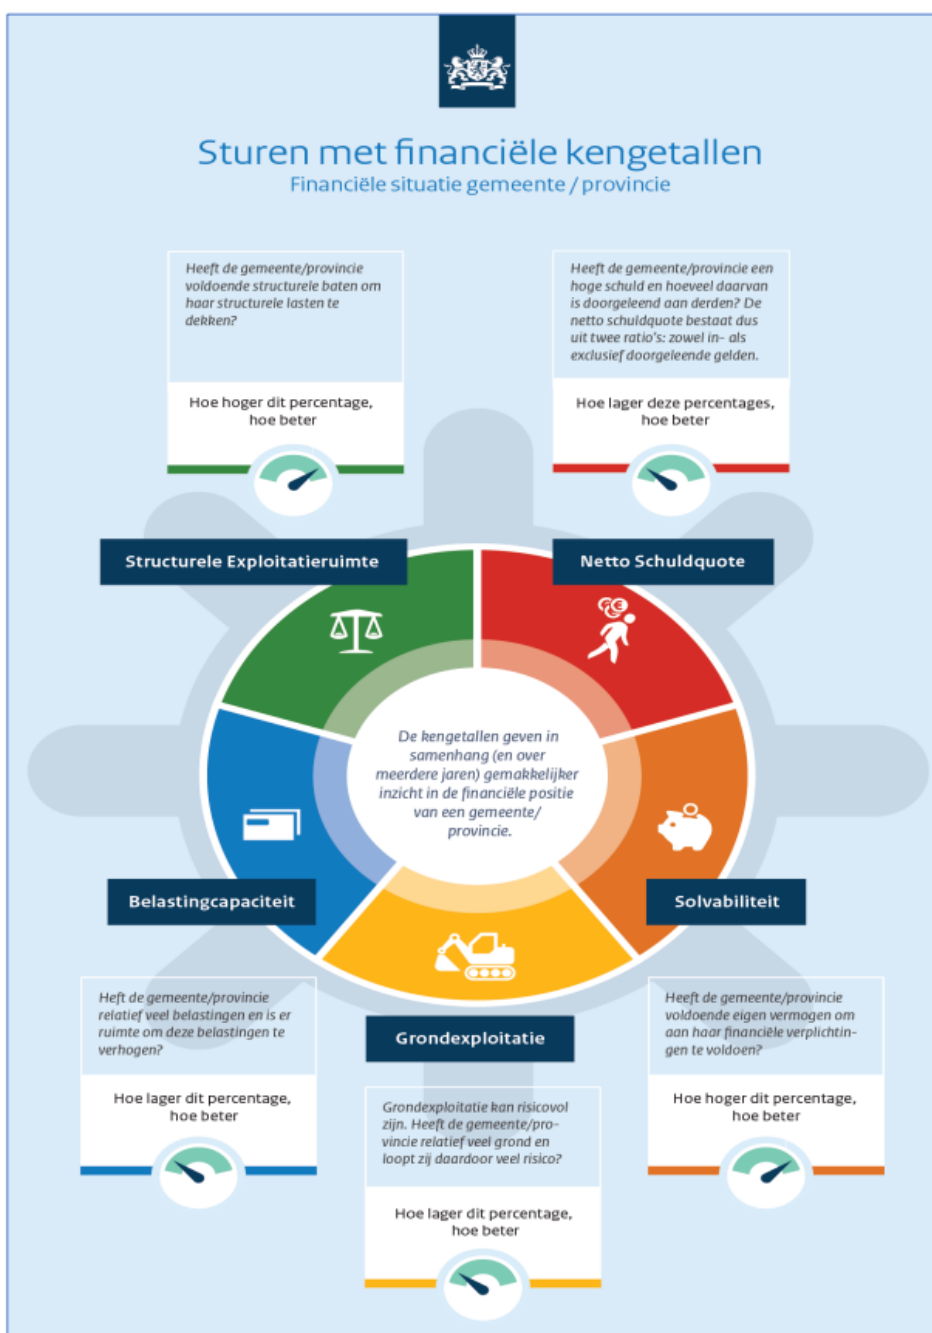 Sturen met financiële kengetallen
Financiële situatie gemeente / provincie
Heeft de gemeente/provincie
voldoende structurele baten om
haar structurele lasten te
dekken?
Hoe hoger dit percentage,
hoe beter
Heeft de gemeente/provincie een
hoge schuld en hoeveel daarvan
is doorgeleend aan derden? De
netto schuldquote bestaat dus
uit twee ratio's: zowel in- als
exclusief doorgeleende gelden.
Hoe lager deze percentages,
hoe beter
Structurele Exploitatieruimte
Netto Schuldquote
De kengetallen geven in
samenhang (en over
meerdere jaren) gemakkelijker
inzicht in de financiële positie
van een gemeente/
provincie.
Belastingcapaciteit
Solvabiliteit
Heft de gemeente/provincie
relatief veel belastingen en is er
ruimte om deze belastingen te
verhogen?
Hoe lager dit percentage,
hoe beter
Grondexploitatie
Grondexploitatie kan risicovol
zijn. Heeft de gemeente/pro-
vincie relatief veel grond en
loopt zij daardoor veel risico?
Hoe lager dit percentage,
hoe beter
Heeft de gemeente/provincie
voldoende eigen vermogen om
aan haar financiële verplichtin-
gen te voldoen?
Hoe hoger dit percentage,
hoe beter